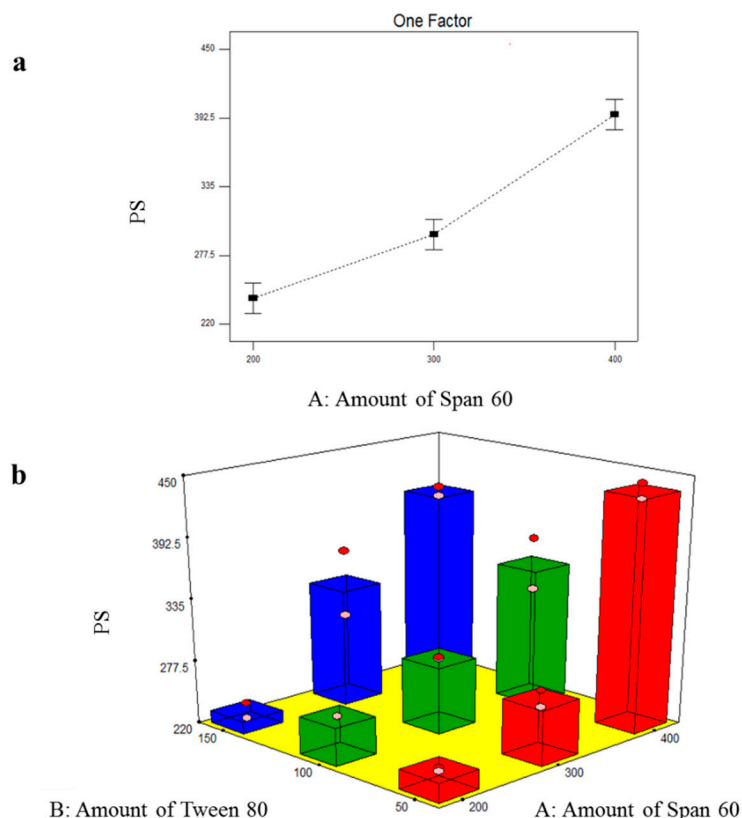 One Factor
a
450
392.5
335
277.5
220
PS
200 300 400
A: Amount of Span 60
b
450
392.5
335
277.5
220
PS
150 100 50
200 300 400
B: Amount of Tween 80 A: Amount of Span 60